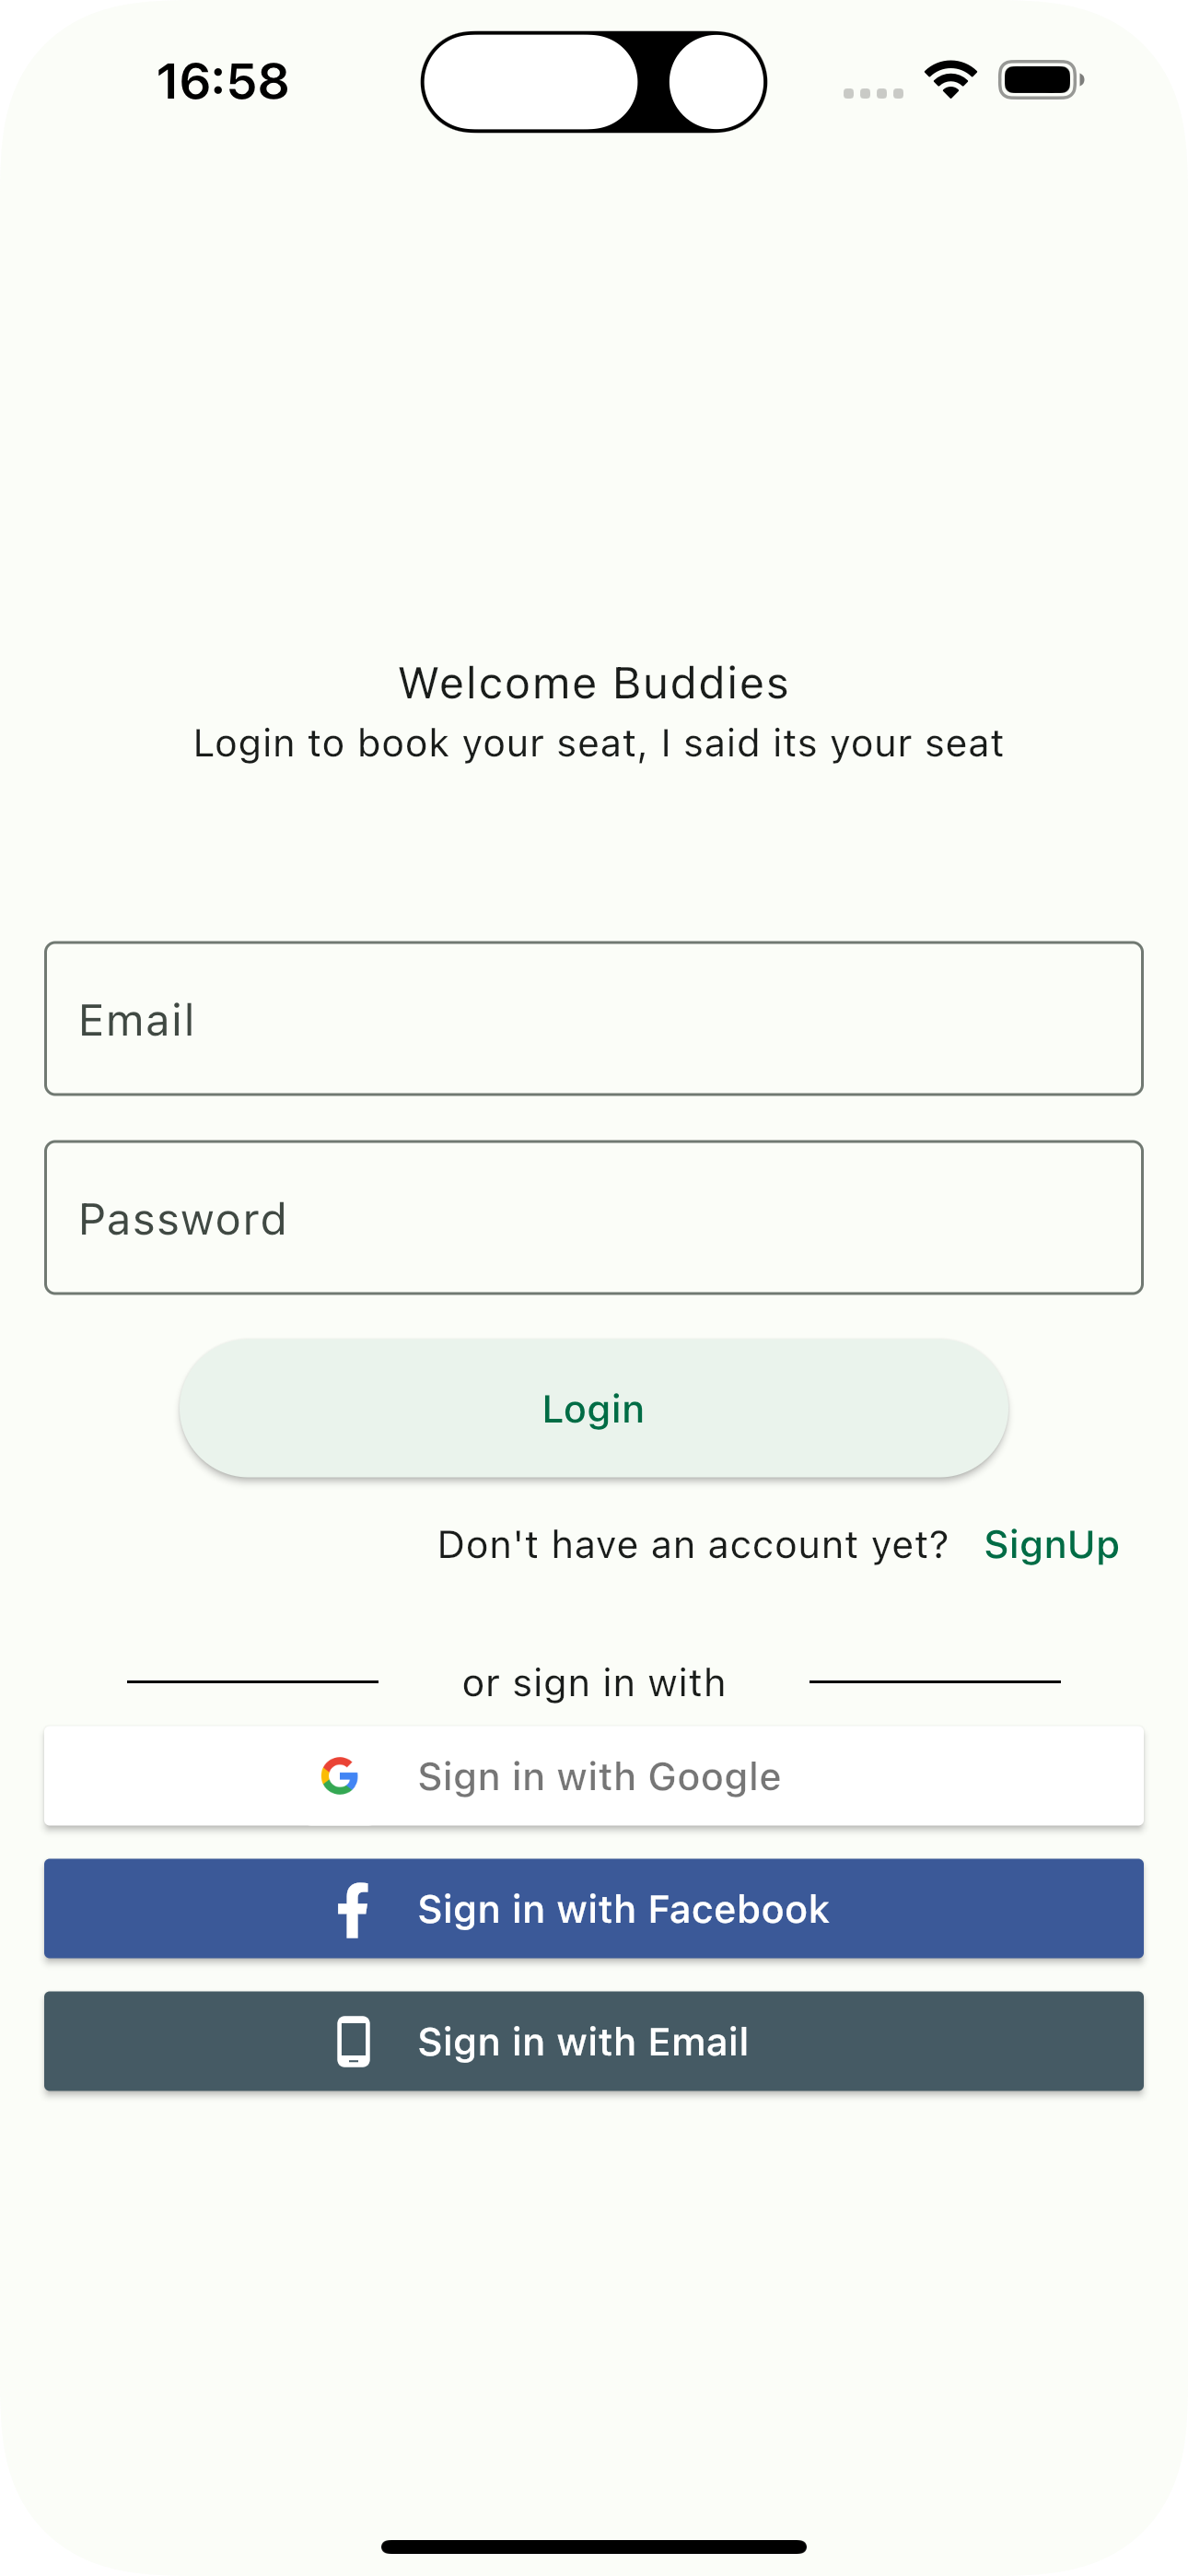 16:58
Welcome Buddies
Login to book your seat, I said its your seat
Email
Password
Login
Don't have an account yet? SignUp
or sign in with
Sign in with Google
Sign in with Facebook
Sign in with Email